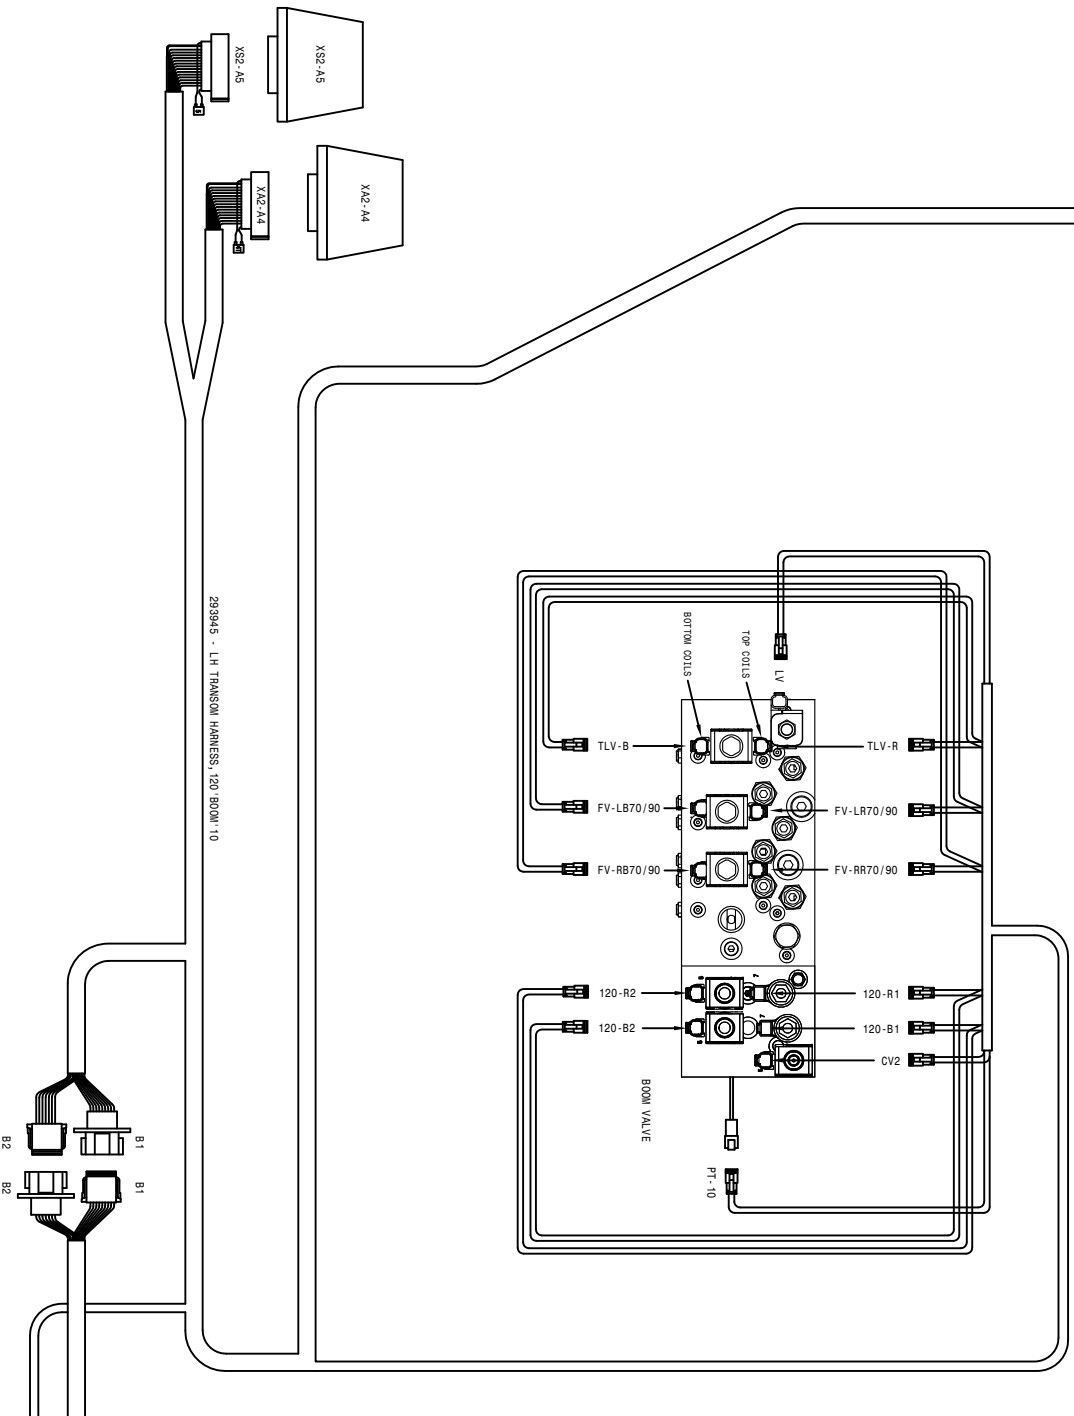 XS2-A5
XS2-A5
XA2-A4
XA2-A4
293945 - LH TRANSOM HARNESS,120'BOOM'10
BOTTOM COILS
TOP COILS
LV
TLV-B
TLV-R
FV-LB70/90
FV-LR70/90
FV-RB70/90
FV-RR70/90
120-R2
120-R1
120-B2
120-B1
CV2
BOOM VALVE
PT-10
B1
B2
B1
B2
7
7